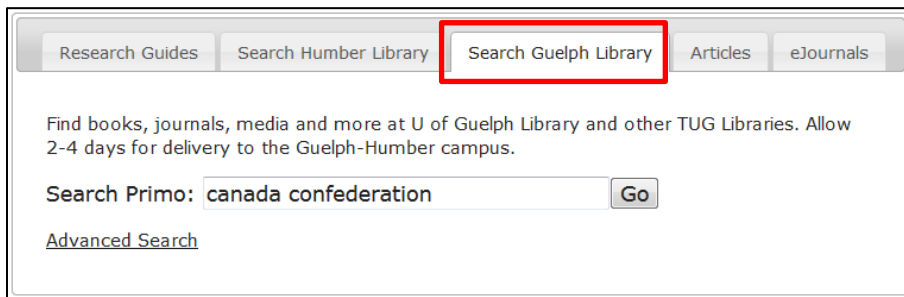 Research Guides Search Humber Library Search Guelph Library Articles eJournals
Find books, journals, media and more at U of Guelph Library and other TUG Libraries. Allow
2-4 days for delivery to the Guelph-Humber campus.
Search Primo: canada confederation Go
Advanced Search